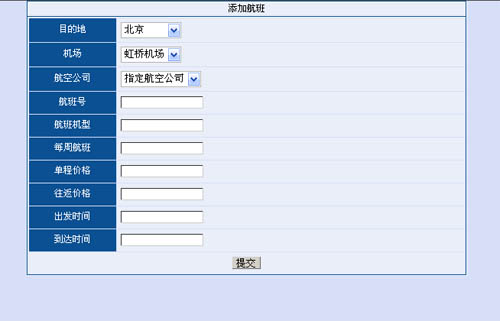 添加航班
目的地 北京
机场 虹桥机场
航空公司 指定航空公司
航班号
航班机型
每周航班
单程价格
往返价格
出发时间
到达时间
提交